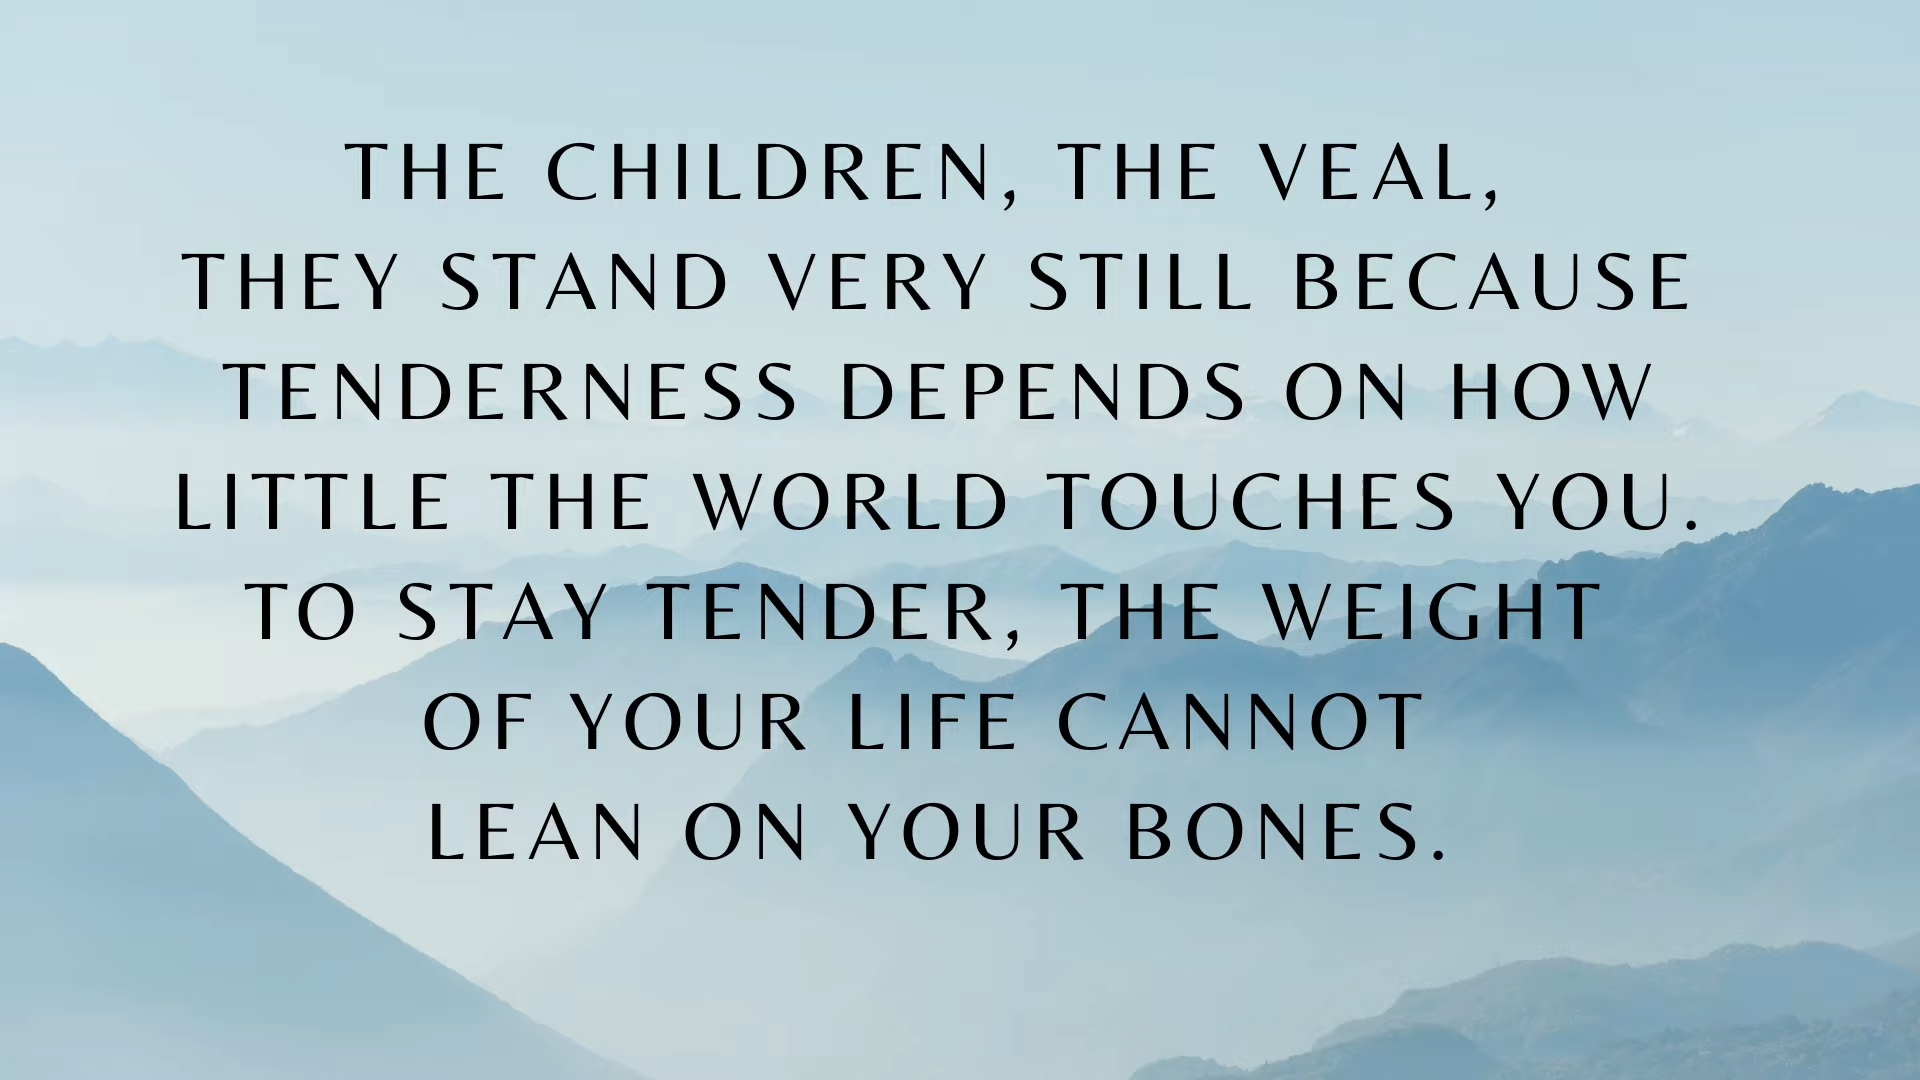 THE CHILDREN, THE VEAL,
THEY STAND VERY STILL BECAUSE
TENDERNESS DEPENDS ON HOW
LITTLE THE WORLD TOUCHES YOU.
TO STAY TENDER, THE WEIGHT
OF YOUR LIFE CANNOT
LEAN ON YOUR BONES.